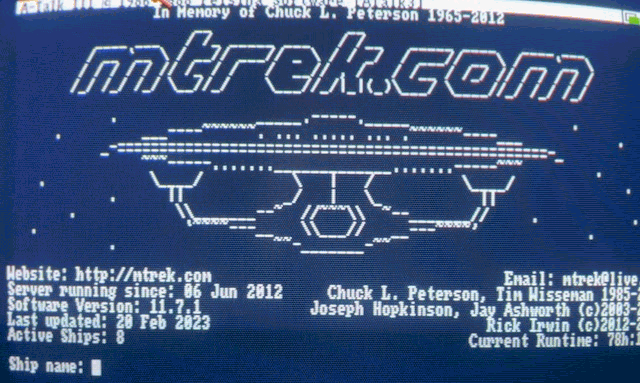 In Memory of Chuck L. Peterson 1965-2012
mtrek.com
Website: http://mtrek.com
Email: mtrek@live
Server running since: 06 Jun 2012
Chuck L. Peterson, Tim Wisseman 1985-
Software Version: 11.7.1
Joseph Hopkinson, Jay Ashworth (c)2003-
Last updated: 20 Feb 2023
Rick Irwin (c)2012-
Active Ships: 8
Current Runtime: 78h:1
Ship name: